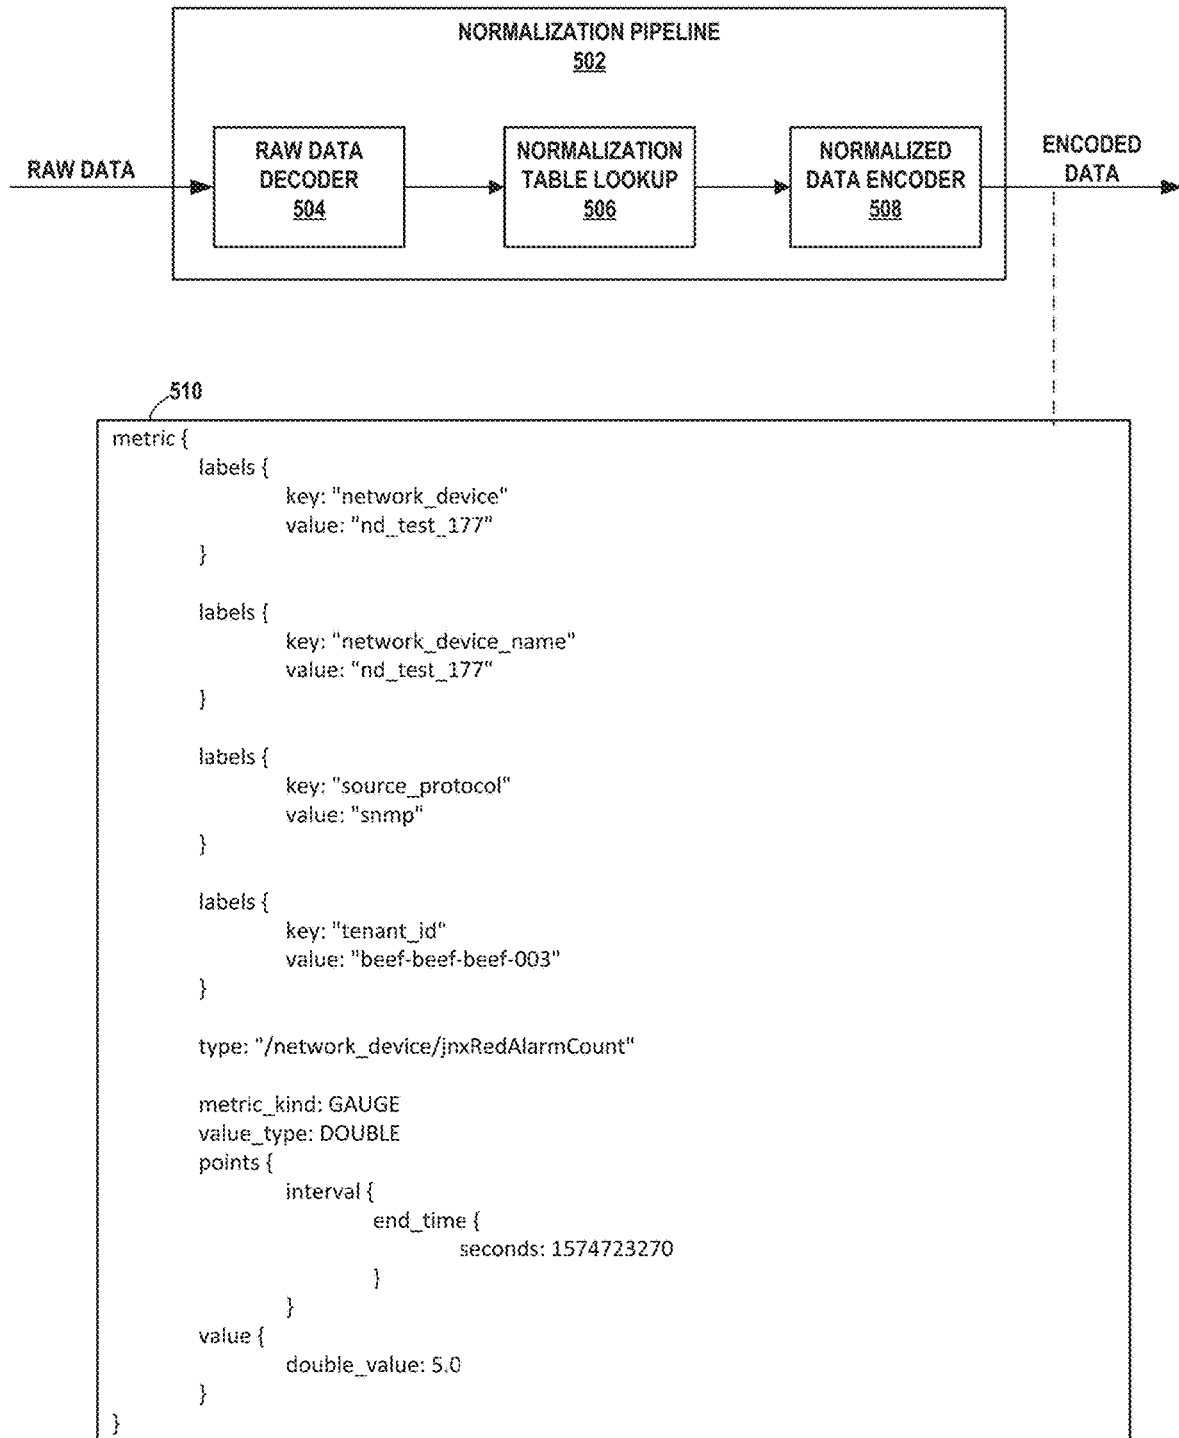 NORMALIZATION PIPELINE
502
RAW DATA
RAW DATA
DECODER
504
NORMALIZATION
TABLE LOOKUP
506
NORMALIZED
DATA ENCODER
508
ENCODED
DATA
510
metric {
labels {
key: "network_device"
value: "nd_test_177"
}
labels {
key: "network_device_name"
value: "nd_test_177"
}
labels {
key: "source_protocol"
value: "snmp"
}
labels {
key: "tenant_id"
value: "beef-beef-beef-003"
}
type: "/network_device/jnxRedAlarmCount"
metric_kind: GAUGE
value_type: DOUBLE
points {
interval {
end_time {
seconds: 1574723270
}
}
value {
double_value: 5.0
}
}